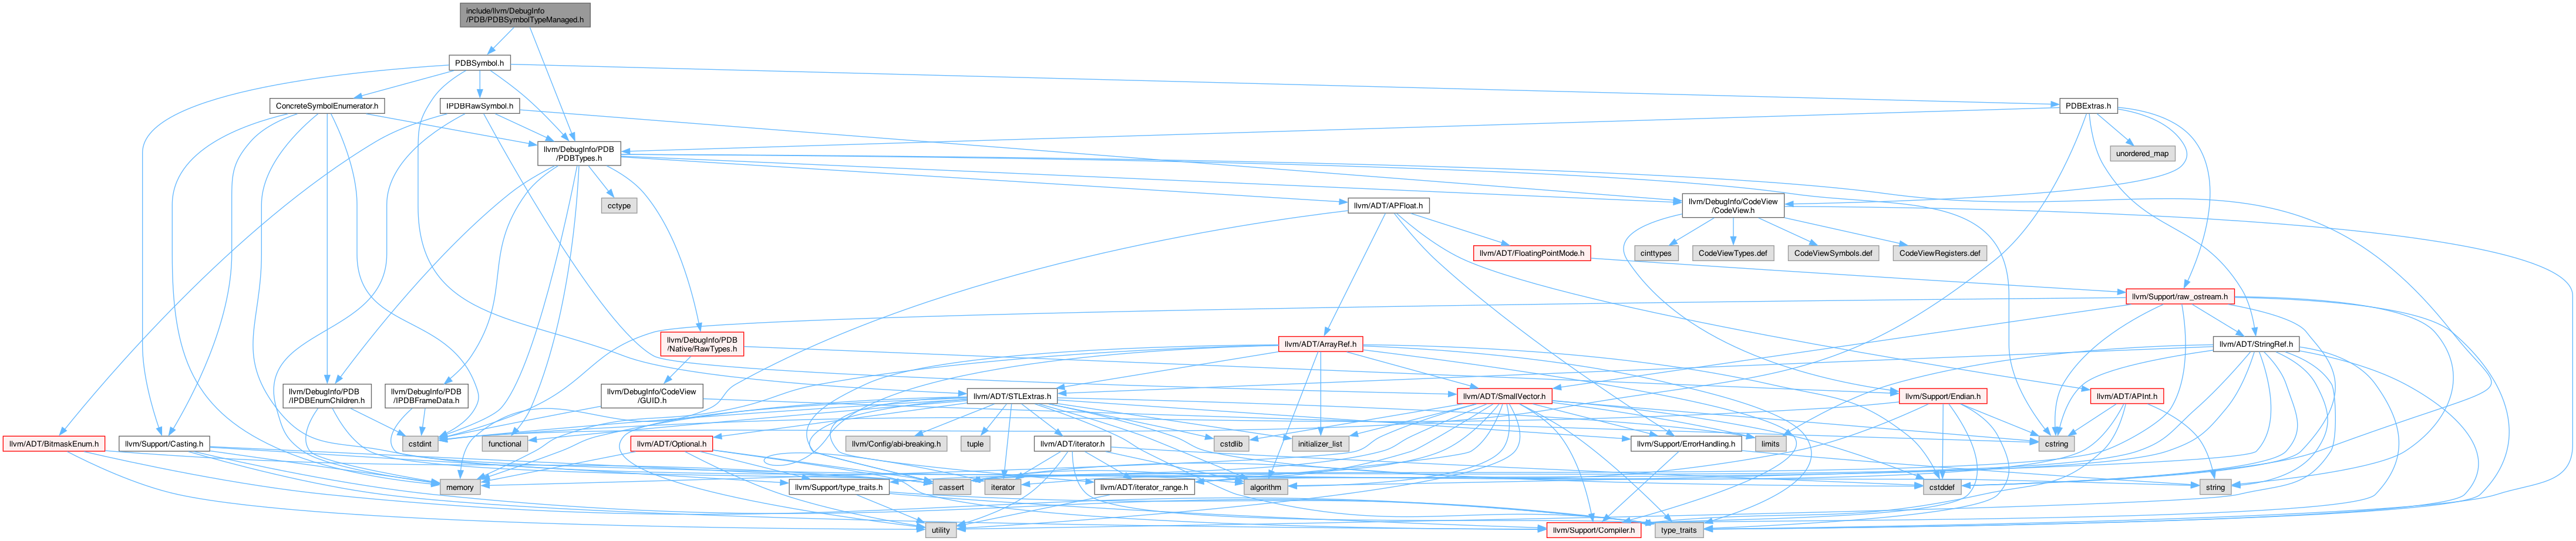 include/llvm/DebugInfo
/PDB/PDBSymbolTypeManaged.h
PDBSymbol.h
ConcreteSymbolEnumerator.h
IPDBRawSymbol.h
PDBExtras.h
llvm/DebugInfo/PDB
/PDBTypes.h
unordered_map
cctype
llvm/ADT/APFloat.h
llvm/DebugInfo/CodeView
/CodeView.h
llvm/ADT/FloatingPointMode.h
cinttypes
CodeViewTypes.def
CodeViewSymbols.def
CodeViewRegisters.def
llvm/Support/raw_ostream.h
llvm/DebugInfo/PDB
/Native/RawTypes.h
llvm/ADT/ArrayRef.h
llvm/ADT/StringRef.h
llvm/DebugInfo/PDB
/IPDBEnumChildren.h
llvm/DebugInfo/PDB
/IPDBFrameData.h
llvm/DebugInfo/CodeView
/GUID.h
llvm/ADT/STLExtras.h
llvm/ADT/SmallVector.h
llvm/Support/Endian.h
llvm/ADT/APInt.h
llvm/ADT/BitmaskEnum.h
llvm/Support/Casting.h
cstdint
functional
llvm/ADT/Optional.h
llvm/Config/abi-breaking.h
tuple
llvm/ADT/iterator.h
cstdlib
initializer_list
llvm/Support/ErrorHandling.h
limits
cstring
memory
llvm/Support/type_traits.h
cassert
iterator
llvm/ADT/iterator_range.h
algorithm
cstddef
string
utility
llvm/Support/Compiler.h
type_traits